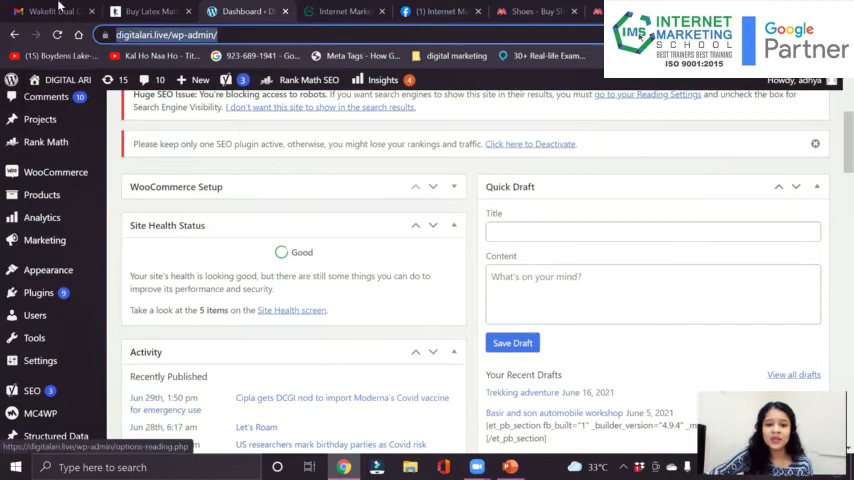 Wakefit Dual C
Buy Latex Mat
Dashboard ‹ D
Internet Marke
(1) Internet M
Shoes - Buy S
digitalari.live/wp-admin/
(15) Boydens Lake-
Kal Ho Naa Ho -
923-689-1941 -
Meta Tags - How G
digital marketing
30+ Real-life Exam...
INTERNET
MARKETING
SCHOOL
IMS
BEST TRAINERS BEST TRAINING
ISO 9001:2015
Google
Partner
DIGITAL ARI
15
10
New
3
Rank Math SEO
Insights
4
Howdy, adhya
Comments 10
Projects
Rank Math
WooCommerce
Products
Analytics
Marketing
Appearance
Plugins 9
Users
Tools
Settings
SEO 3
MC4WP
Structured Data
Huge SEO Issue: You're blocking access to robots. If you want search engines to show this site in their results, you must go to your Reading Settings and uncheck the box for
Search Engine Visibility. I don't want this site to show in the search results.
Please keep only one SEO plugin active, otherwise, you might lose your rankings and traffic. Click here to Deactivate.
WooCommerce Setup
Site Health Status
Good
Your site's health is looking good, but there are still some things you can do to
improve its performance and security.
Take a look at the 5 items on the Site Health screen.
Activity
Recently Published
Jun 29th, 1:50 pm Cipla gets DCGI nod to import Moderna's Covid vaccine
for emergency use
Jun 28th, 6:17 am Let's Roam
US researchers mark birthday parties as Covid risk
Quick Draft
Title
Content
What's on your mind?
Save Draft
Your Recent Drafts View all drafts
Trekking adventure June 16, 2021
Basir and son automobile workshop June 5, 2021
[et_pb_section fb_built="1" _builder_version="4.9.4" _m
[/et_pb_section]
https://digitalari.live/wp-admin/options-reading.php
Type here to search
33°C